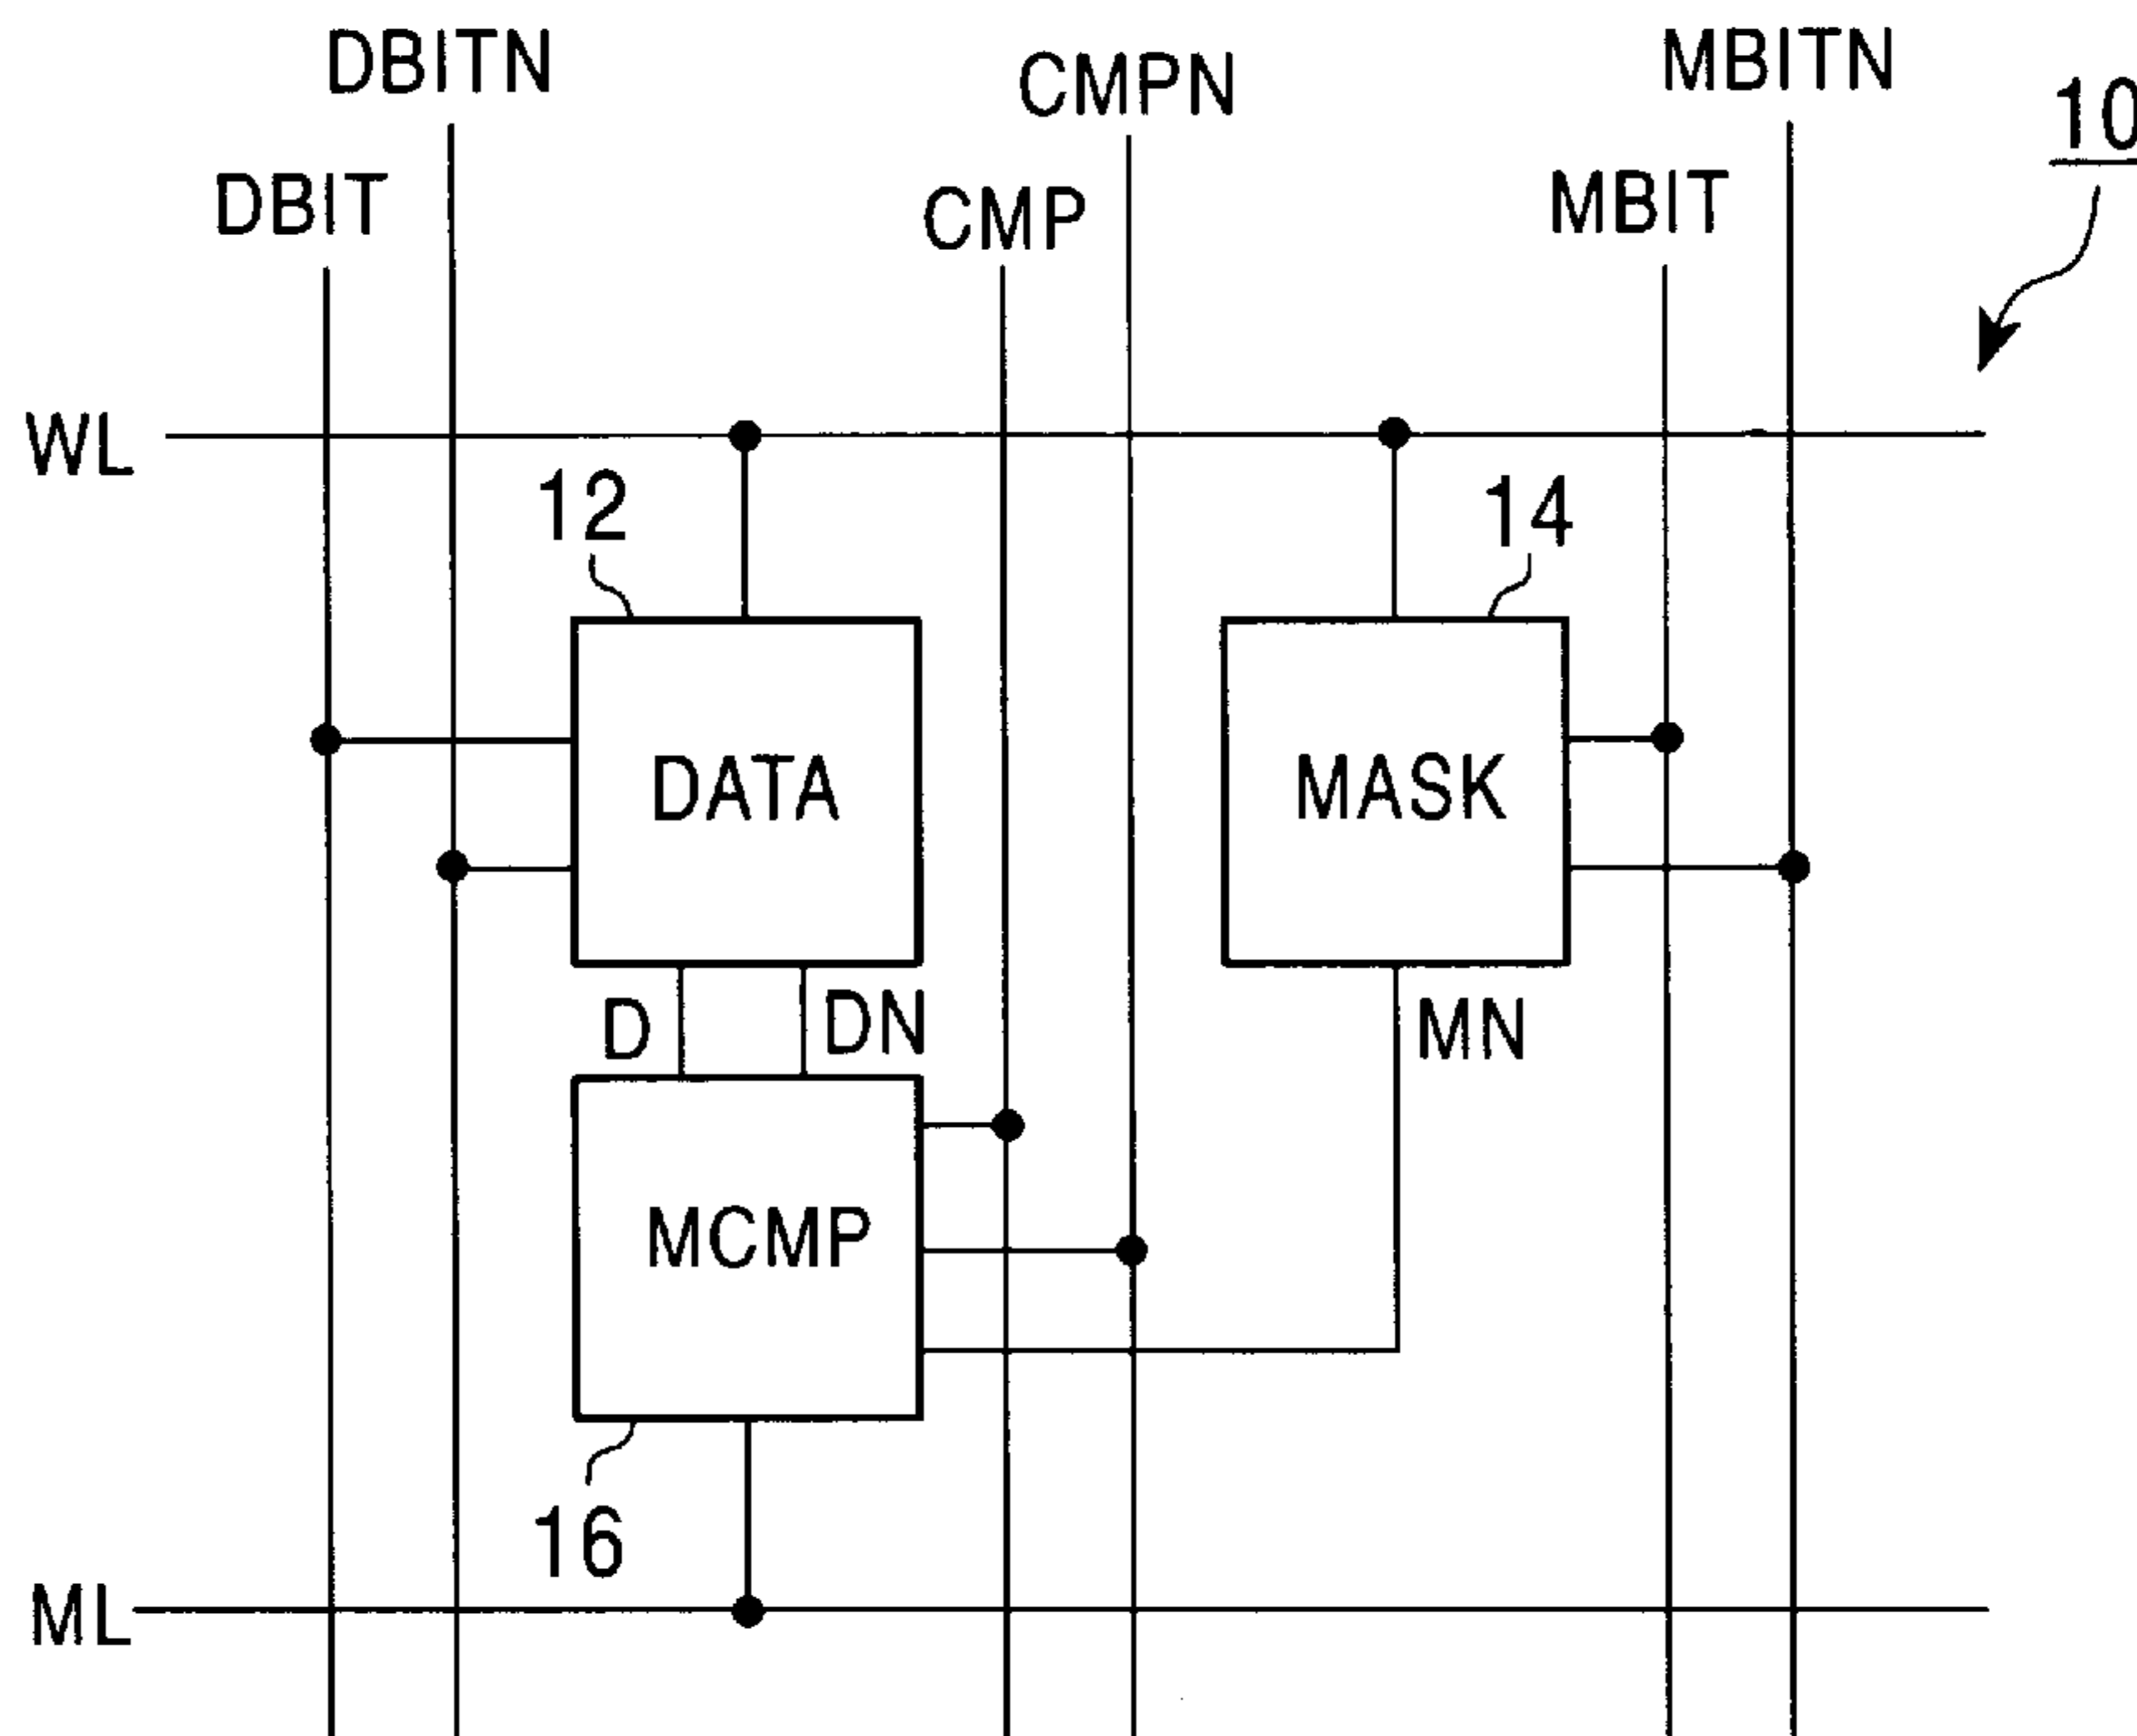 DBITN
CMPN
MBITN
10
DBIT
CMP
MBIT
WL
12
14
DATA
MASK
D
DN
MN
MCMP
16
ML